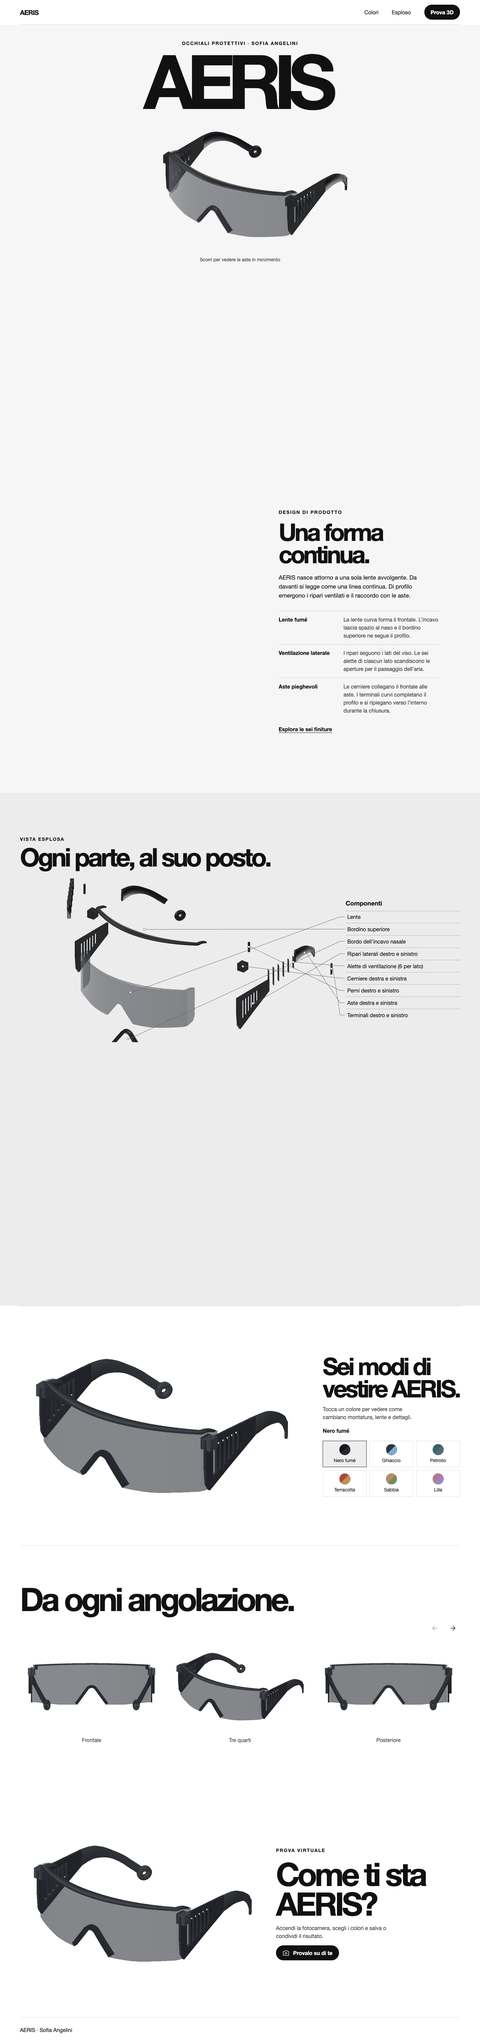 AERIS
Colori
Esploso
Prova 3D
OCCHIALI PROTETTIVI · SOFIA ANGELINI
AERIS
Scorri per vedere le aste in movimento
DESIGN DI PRODOTTO
Una forma
continua.
AERIS nasce attorno a una sola lente avvolgente. Da
davanti si legge come una linea continua. Di profilo
emergono i ripari ventilati e il raccordo con le aste.
Lente fumé
La lente curva forma il frontale. L'incavo
lascia spazio al naso e il bordino
superiore ne segue il profilo.
Ventilazione laterale
I ripari seguono i lati del viso. Le sei
alette di ciascun lato scandiscono le
aperture per il passaggio dell'aria.
Aste pieghevoli
Le cerniere collegano il frontale alle
aste. I terminali curvi completano il
profilo e si ripiegano verso l'interno
durante la chiusura.
Esplora le sei finiture
VISTA ESPLOSA
Ogni parte, al suo posto.
Componenti
Lente
Bordino superiore
Bordo dell'incavo nasale
Ripari laterali destro e sinistro
Alette di ventilazione (6 per lato)
Cerniere destra e sinistra
Perni destro e sinistro
Aste destra e sinistra
Terminali destro e sinistro
Sei modi di
vestire AERIS.
Tocca un colore per vedere come
cambiano montatura, lente e dettagli.
Nero fumé
Nero fumé
Ghiaccio
Petrolio
Terracotta
Sabbia
Lilla
Da ogni angolazione.
Frontale
Tre quarti
Posteriore
PROVA VIRTUALE
Come ti sta
AERIS?
Accendi la fotocamera, scegli i colori e salva o
condividi il risultato.
Provalo su di te
AERIS · Sofia Angelini